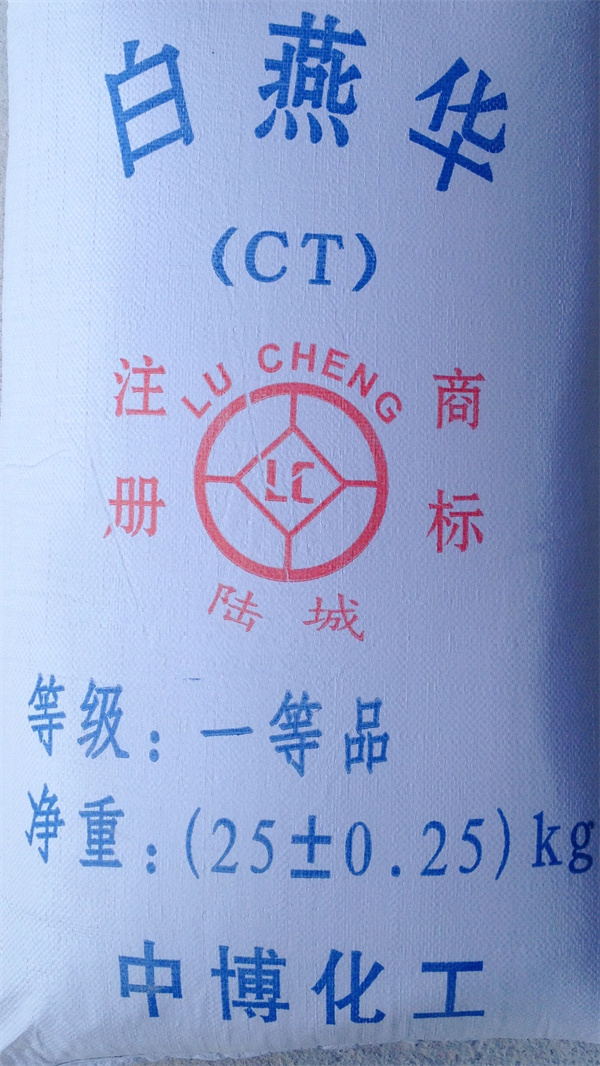 白燕华
(CT)
LU CHENG
注册
商标
LC
陆城
等级：一等品
净重：(25±0.25)kg
中博化工